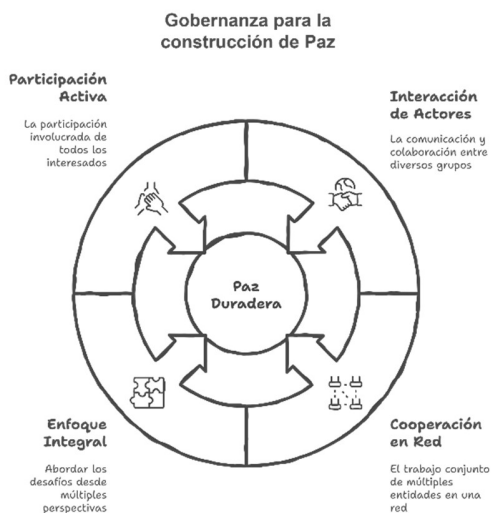 Gobernanza para la
construcción de Paz
Participación
Activa
La participación
involucrada de
todos los
interesados
Interacción
de Actores
La comunicación y
colaboración entre
diversos grupos
Paz
Duradera
Enfoque
Integral
Abordar los
desafíos desde
múltiples
perspectivas
Cooperación
en Red
El trabajo conjunto
de múltiples
entidades en una
red